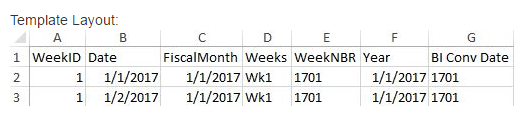 Template Layout:
A B C D E F G
1 WeekID Date FiscalMonth Weeks WeekNBR Year BI Conv Date
2 1 1/1/2017 1/1/2017 Wk1 1701 1/1/2017 1701
3 1 1/2/2017 1/1/2017 Wk1 1701 1/1/2017 1701